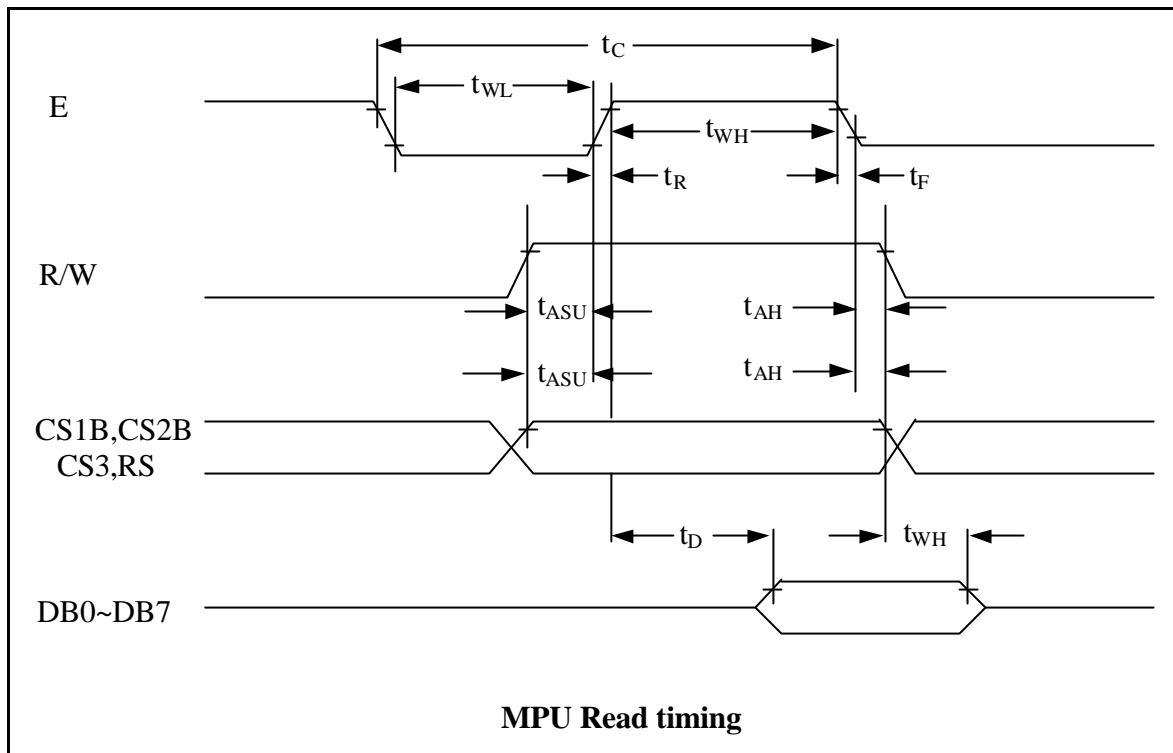 tC
tWL
E
tWH
tR
tF
R/W
tASU
tAH
tASU
tAH
CS1B,CS2B
CS3,RS
tD
tWH
DB0~DB7
MPU Read timing